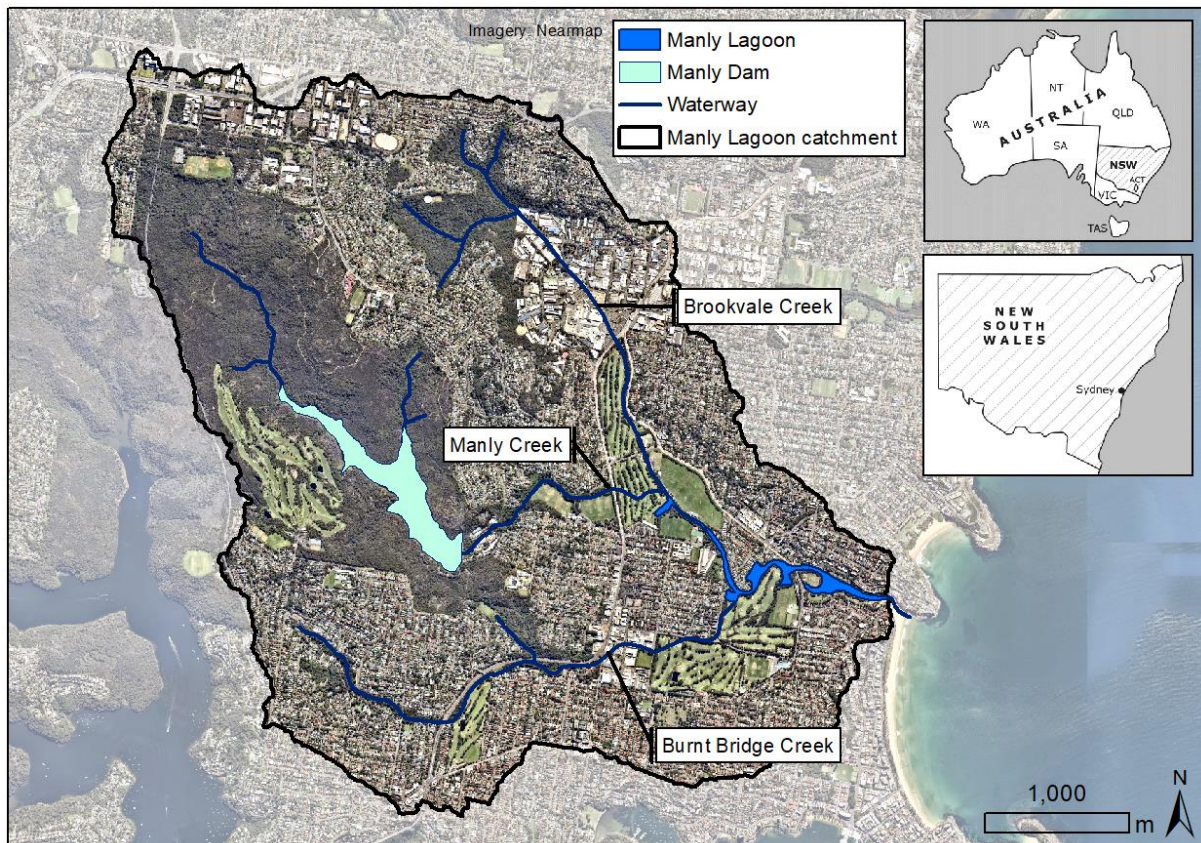 Imagery: Nearmap
Manly Lagoon
Manly Dam
Waterway
Manly Lagoon catchment
AUSTRALIA
WA
NT
SA
QLD
NSW
ACT
VIC
TAS
NEW
SOUTH
WALES
Sydney
Brookvale Creek
Manly Creek
Burnt Bridge Creek
1,000
m
N